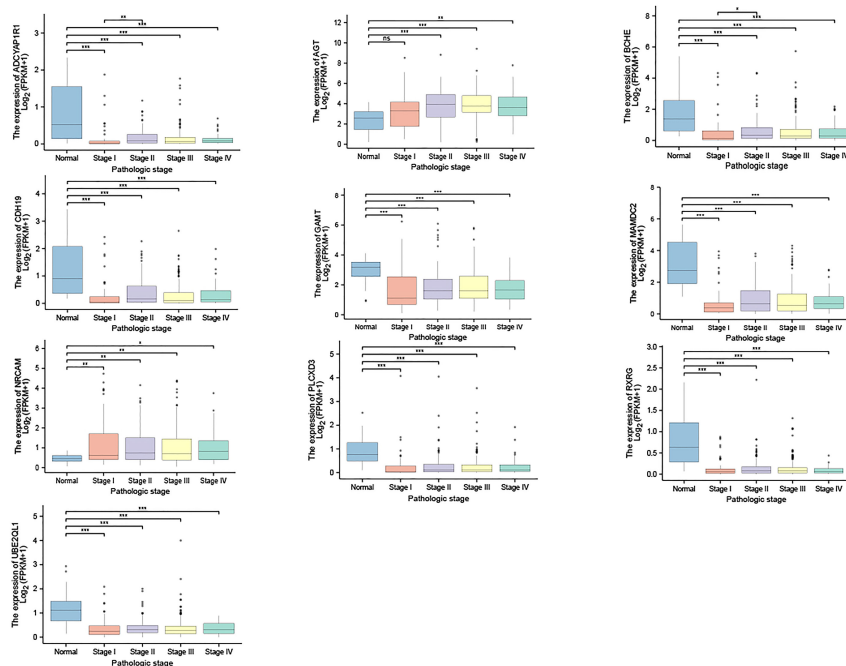 The expression of ADCYAP1R1
Log2 (FPKM+1)
3
2
1
0
**
***
***
***
***
Normal Stage I Stage II Stage III Stage IV
Pathologic stage
The expression of AGT
Log2 (FPKM+1)
12
10
8
6
4
2
0
**
***
***
ns
Normal Stage I Stage II Stage III Stage IV
Pathologic stage
The expression of BCHE
Log2 (FPKM+1)
6
4
2
0
*
***
***
***
***
Normal Stage I Stage II Stage III Stage IV
Pathologic stage
The expression of CDH19
Log2 (FPKM+1)
4
3
2
1
0
***
***
***
***
Normal Stage I Stage II Stage III Stage IV
Pathologic stage
The expression of GAMT
Log2 (FPKM+1)
8
6
4
2
0
***
***
***
***
Normal Stage I Stage II Stage III Stage IV
Pathologic stage
The expression of MAMDC2
Log2 (FPKM+1)
6
4
2
0
***
***
***
***
Normal Stage I Stage II Stage III Stage IV
Pathologic stage
The expression of NRCAM
Log2 (FPKM+1)
5
4
3
2
1
0
*
**
**
**
Normal Stage I Stage II Stage III Stage IV
Pathologic stage
The expression of PLCXD3
Log2 (FPKM+1)
5
4
3
2
1
0
***
***
***
***
Normal Stage I Stage II Stage III Stage IV
Pathologic stage
The expression of RXRG
Log2 (FPKM+1)
3.0
2.5
2.0
1.5
1.0
0.5
0.0
***
***
***
***
Normal Stage I Stage II Stage III Stage IV
Pathologic stage
The expression of UBE2QL1
Log2 (FPKM+1)
5
4
3
2
1
0
***
***
***
***
Normal Stage I Stage II Stage III Stage IV
Pathologic stage